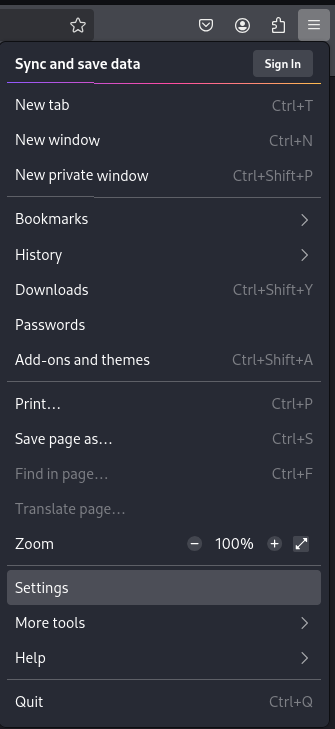 Sync and save data Sign In
New tab Ctrl+T
New window Ctrl+N
New private window Ctrl+Shift+P
Bookmarks
History
Downloads Ctrl+Shift+Y
Passwords
Add-ons and themes Ctrl+Shift+A
Print... Ctrl+P
Save page as... Ctrl+S
Find in page... Ctrl+F
Translate page...
Zoom − 100% +
Settings
More tools
Help
Quit Ctrl+Q